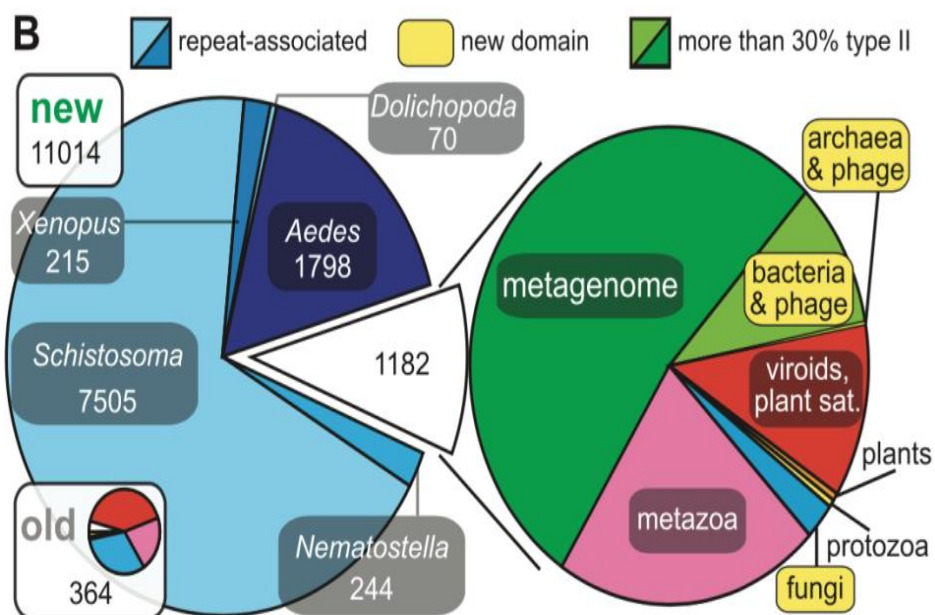 B
repeat-associated
new domain
more than 30% type II
new
11014
Dolichopoda
70
archaea
& phage
Xenopus
215
Aedes
1798
metagenome
bacteria
& phage
Schistosoma
7505
1182
viroids,
plant sat.
plants
metazoa
protozoa
old
364
Nematostella
244
fungi